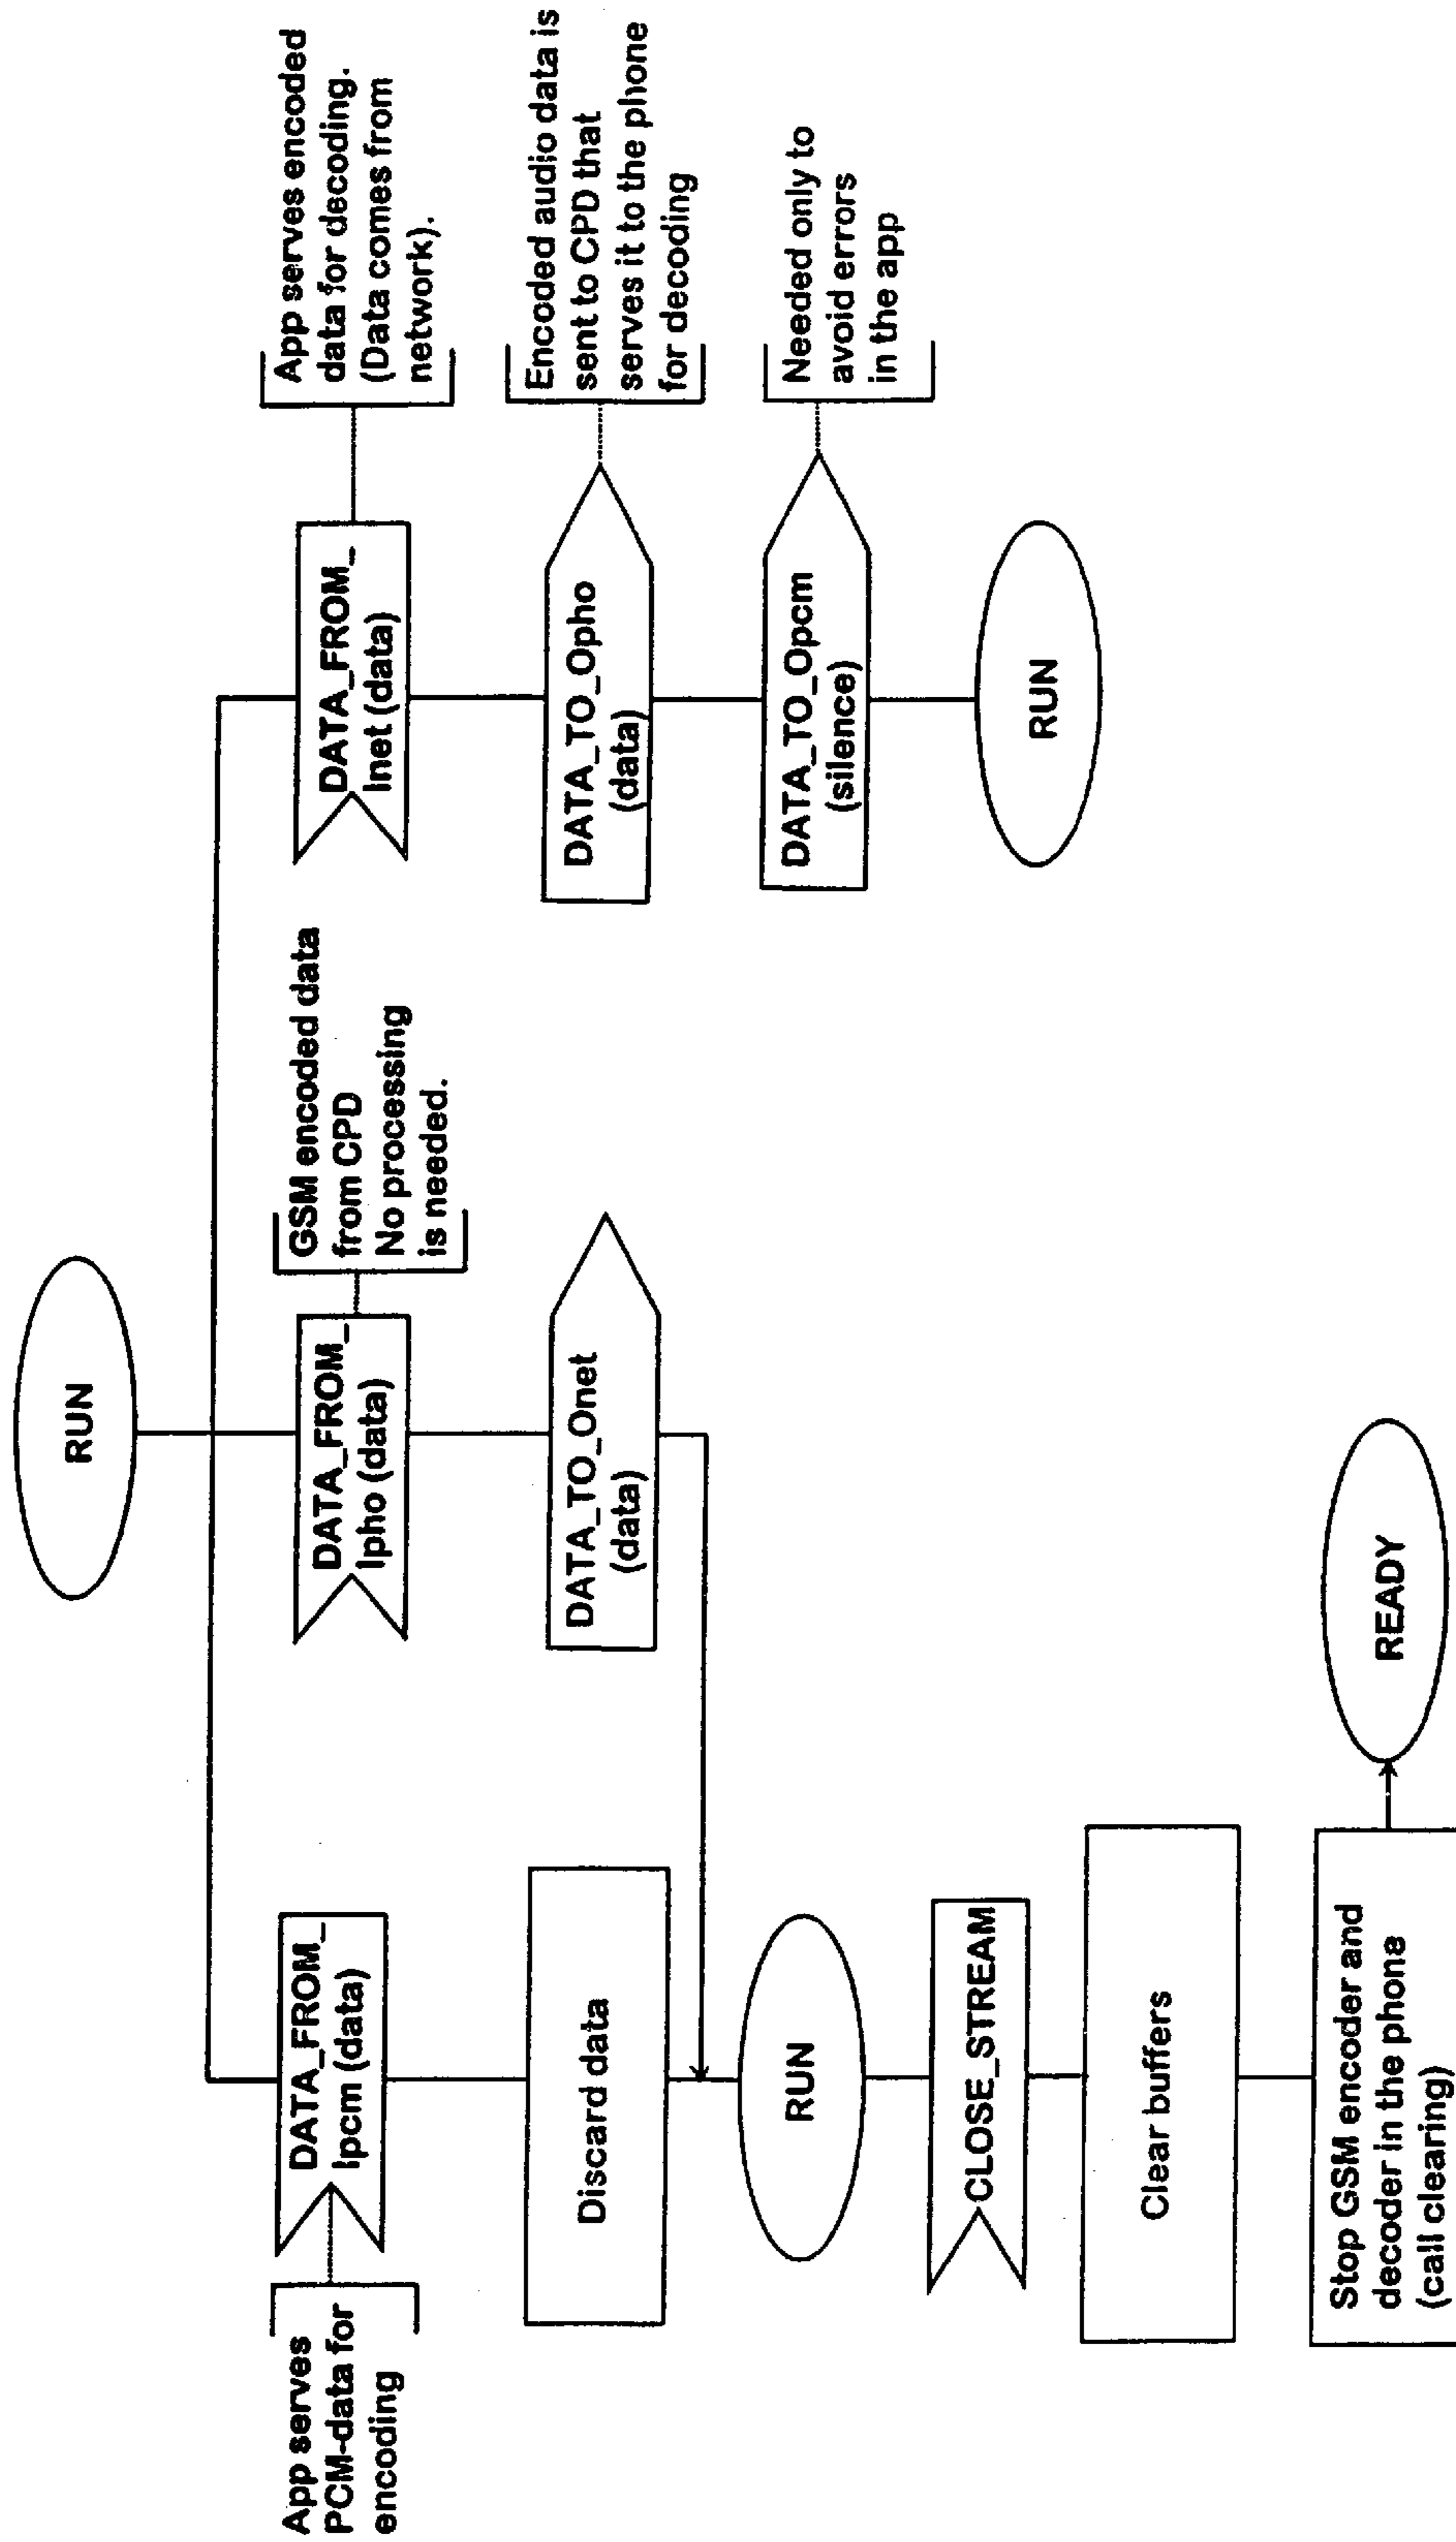 RUN
App serves
PCM-data for
encoding
DATA_FROM_
Ipcm (data)
DATA_FROM_
Ipho (data)
GSM encoded data
from CPD
No processing
is needed.
DATA_FROM_
Inet (data)
App serves encoded
data for decoding.
(Data comes from
network).
Discard data
DATA_TO_Onet
(data)
DATA_TO_Opho
(data)
Encoded audio data is
sent to CPD that
serves it to the phone
for decoding
RUN
DATA_TO_Opcm
(silence)
Needed only to
avoid errors
in the app
CLOSE_STREAM
RUN
Clear buffers
Stop GSM encoder and
decoder in the phone
(call clearing)
READY